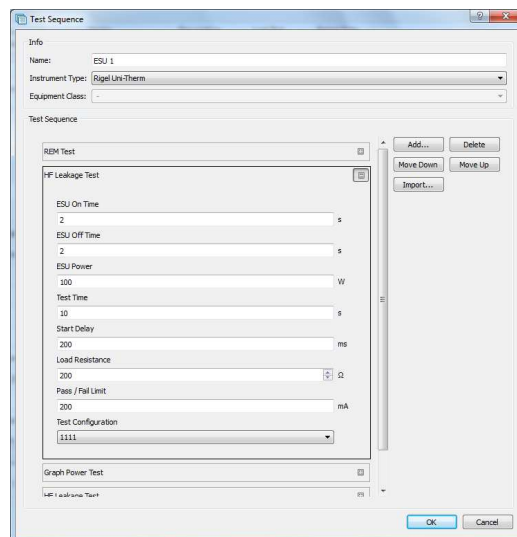 Test Sequence
Info
Name: ESU 1
Instrument Type: Rigel Uni-Therm
Equipment Class: -
Test Sequence
REM Test
Add... Delete
HF Leakage Test
Move Down Move Up
Import...
ESU On Time
2 s
ESU Off Time
2 s
ESU Power
100 W
Test Time
10 s
Start Delay
200 ms
Load Resistance
200 Ω
Pass / Fail Limit
200 mA
Test Configuration
1111
Graph Power Test
HF Leakage Test
OK Cancel